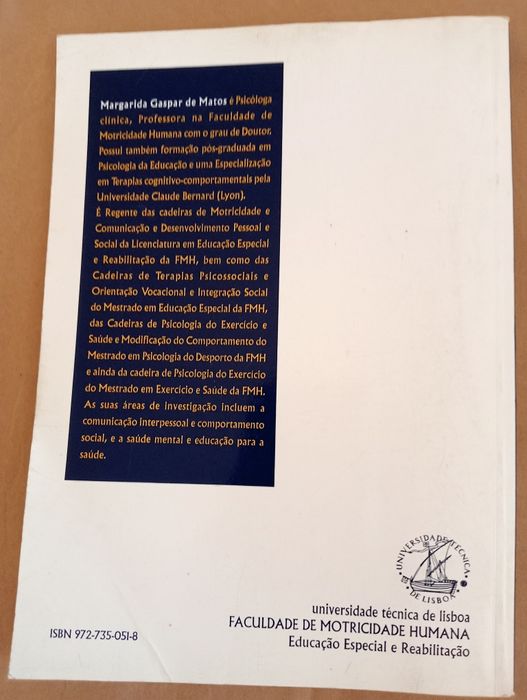 Margarida Gaspar de Matos é Psicóloga
clínica, Professora na Faculdade de
Motricidade Humana com o grau de Doutor.
Possui também formação pós-graduada em
Psicologia da Educação e uma Especialização
em Terapias cognitivo-comportamentais pela
Universidade Claude Bernard (Lyon).
É Regente das cadeiras de Motricidade e
Comunicação e Desenvolvimento Pessoal e
Social da Licenciatura em Educação Especial
e Reabilitação da FMH, bem como das
Cadeiras de Terapias Psicossociais e
Orientação Vocacional e Integração Social
do Mestrado em Educação Especial da FMH,
das Cadeiras de Psicologia do Exercício e
Saúde e Modificação do Comportamento do
Mestrado em Psicologia do Desporto da FMH
e ainda da cadeira de Psicologia do Exercício
do Mestrado em Exercício e Saúde da FMH.
As suas áreas de investigação incluem a
comunicação interpessoal e comportamento
social, e a saúde mental e educação para a
saúde.
UNIVERSIDADE TÉCNICA
DE LISBOA
universidade técnica de lisboa
FACULDADE DE MOTRICIDADE HUMANA
Educação Especial e Reabilitação
ISBN 972-735-051-8